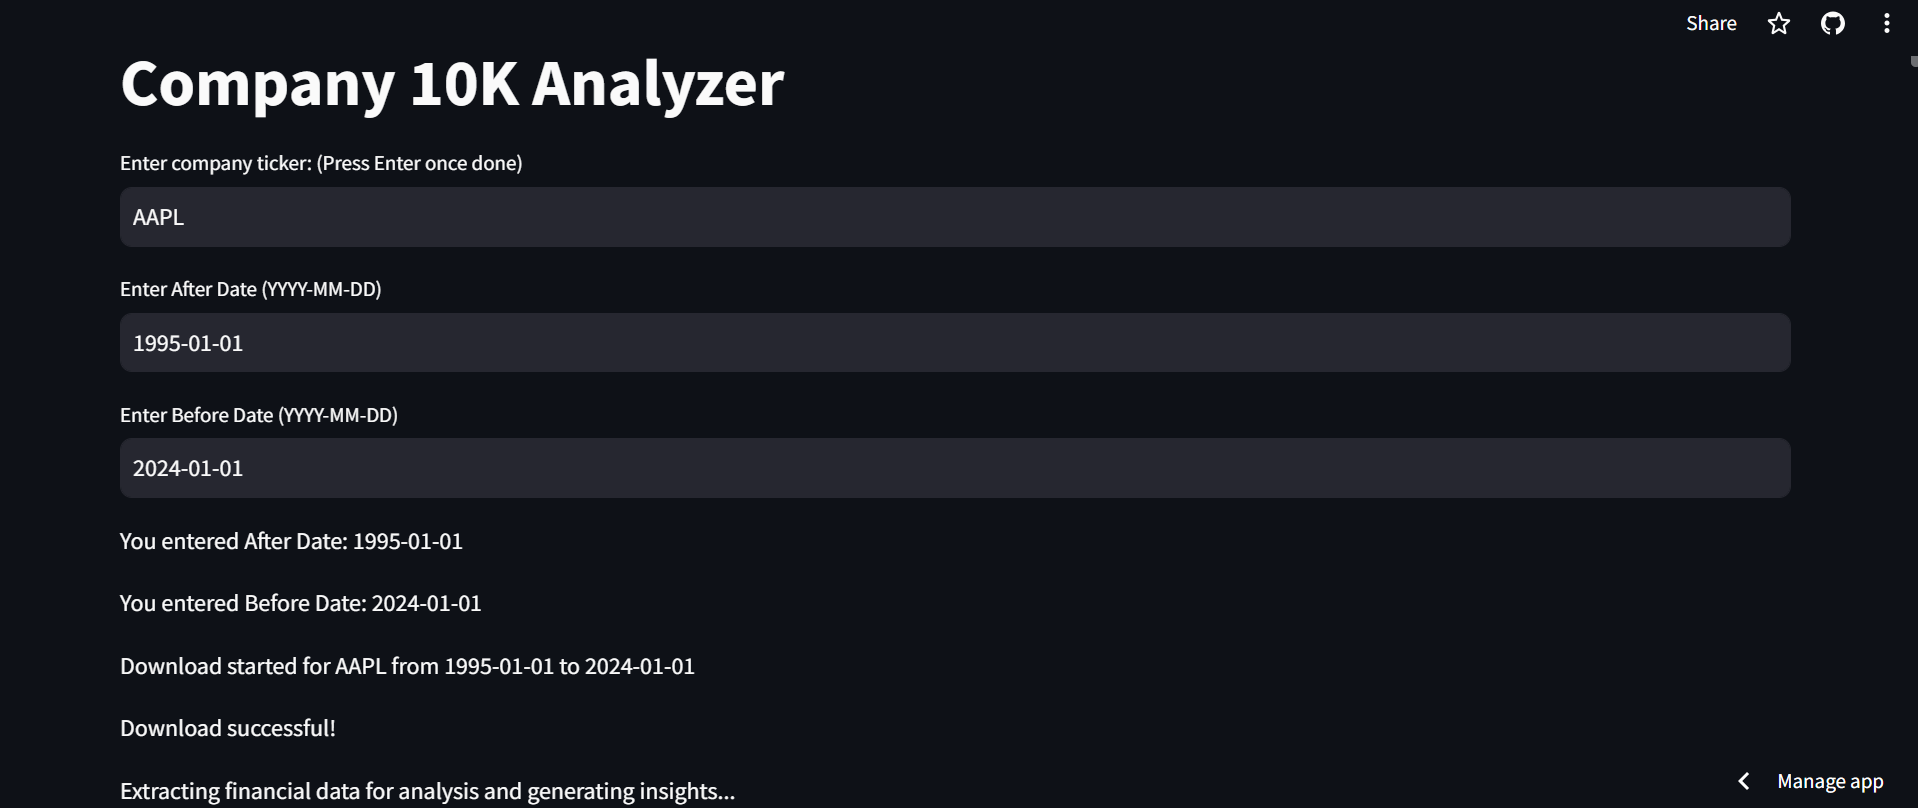 Share
Company 10K Analyzer
Enter company ticker: (Press Enter once done)
AAPL
Enter After Date (YYYY-MM-DD)
1995-01-01
Enter Before Date (YYYY-MM-DD)
2024-01-01
You entered After Date: 1995-01-01
You entered Before Date: 2024-01-01
Download started for AAPL from 1995-01-01 to 2024-01-01
Download successful!
Extracting financial data for analysis and generating insights...
Manage app